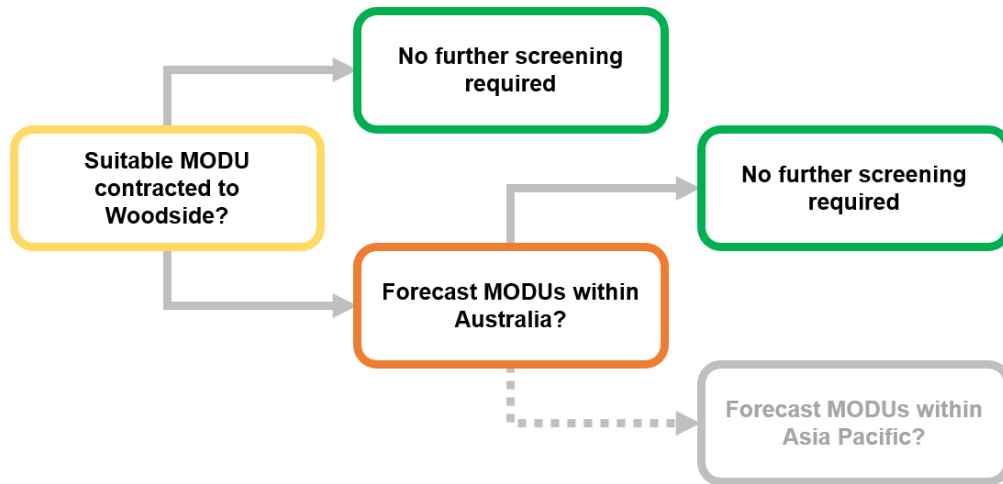 No further screening
required
Suitable MODU
contracted to
Woodside?
No further screening
required
Forecast MODUs within
Australia?
Forecast MODUs within
Asia Pacific?